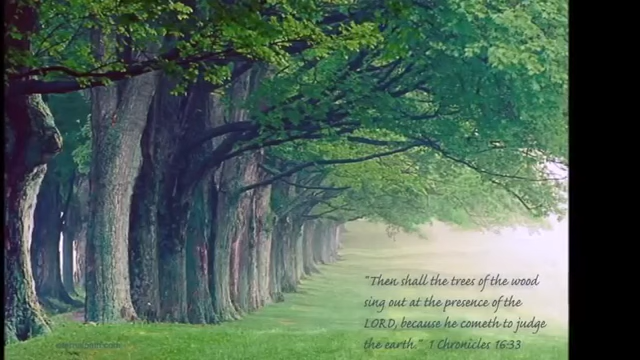 "Then shall the trees of the wood
sing out at the presence of the
LORD, because he cometh to judge
the earth." 1 Chronicles 16:33